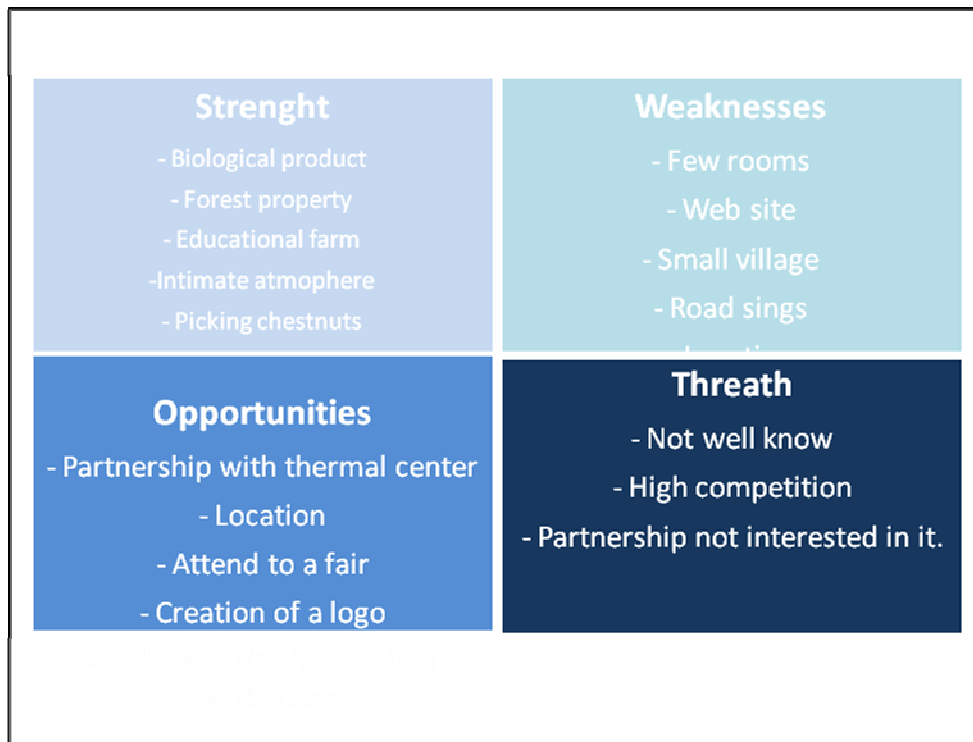 Strenght
- Biological product
- Forest property
- Educational farm
-Intimate atmophere
- Picking chestnuts
Weaknesses
- Few rooms
- Web site
- Small village
- Road sings
Opportunities
- Partnership with thermal center
- Location
- Attend to a fair
- Creation of a logo
Threath
- Not well know
- High competition
- Partnership not interested in it.